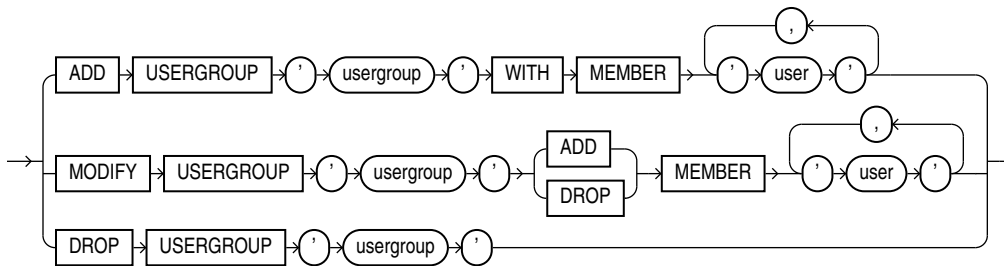 ,
ADD USERGROUP ' usergroup ' WITH MEMBER ' user '
,
ADD
MODIFY USERGROUP ' usergroup ' MEMBER ' user '
DROP
DROP USERGROUP ' usergroup '